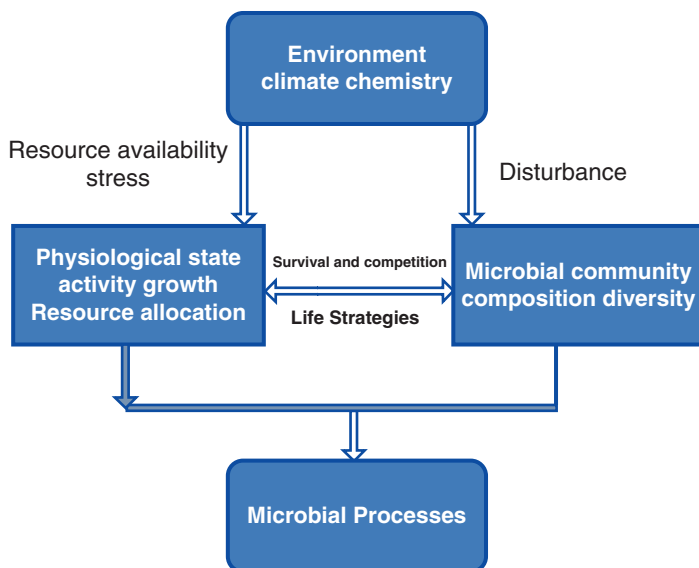 Environment
climate chemistry
Resource availability
stress
Disturbance
Physiological state
activity growth
Resource allocation
Survival and competition
Life Strategies
Microbial community
composition diversity
Microbial Processes